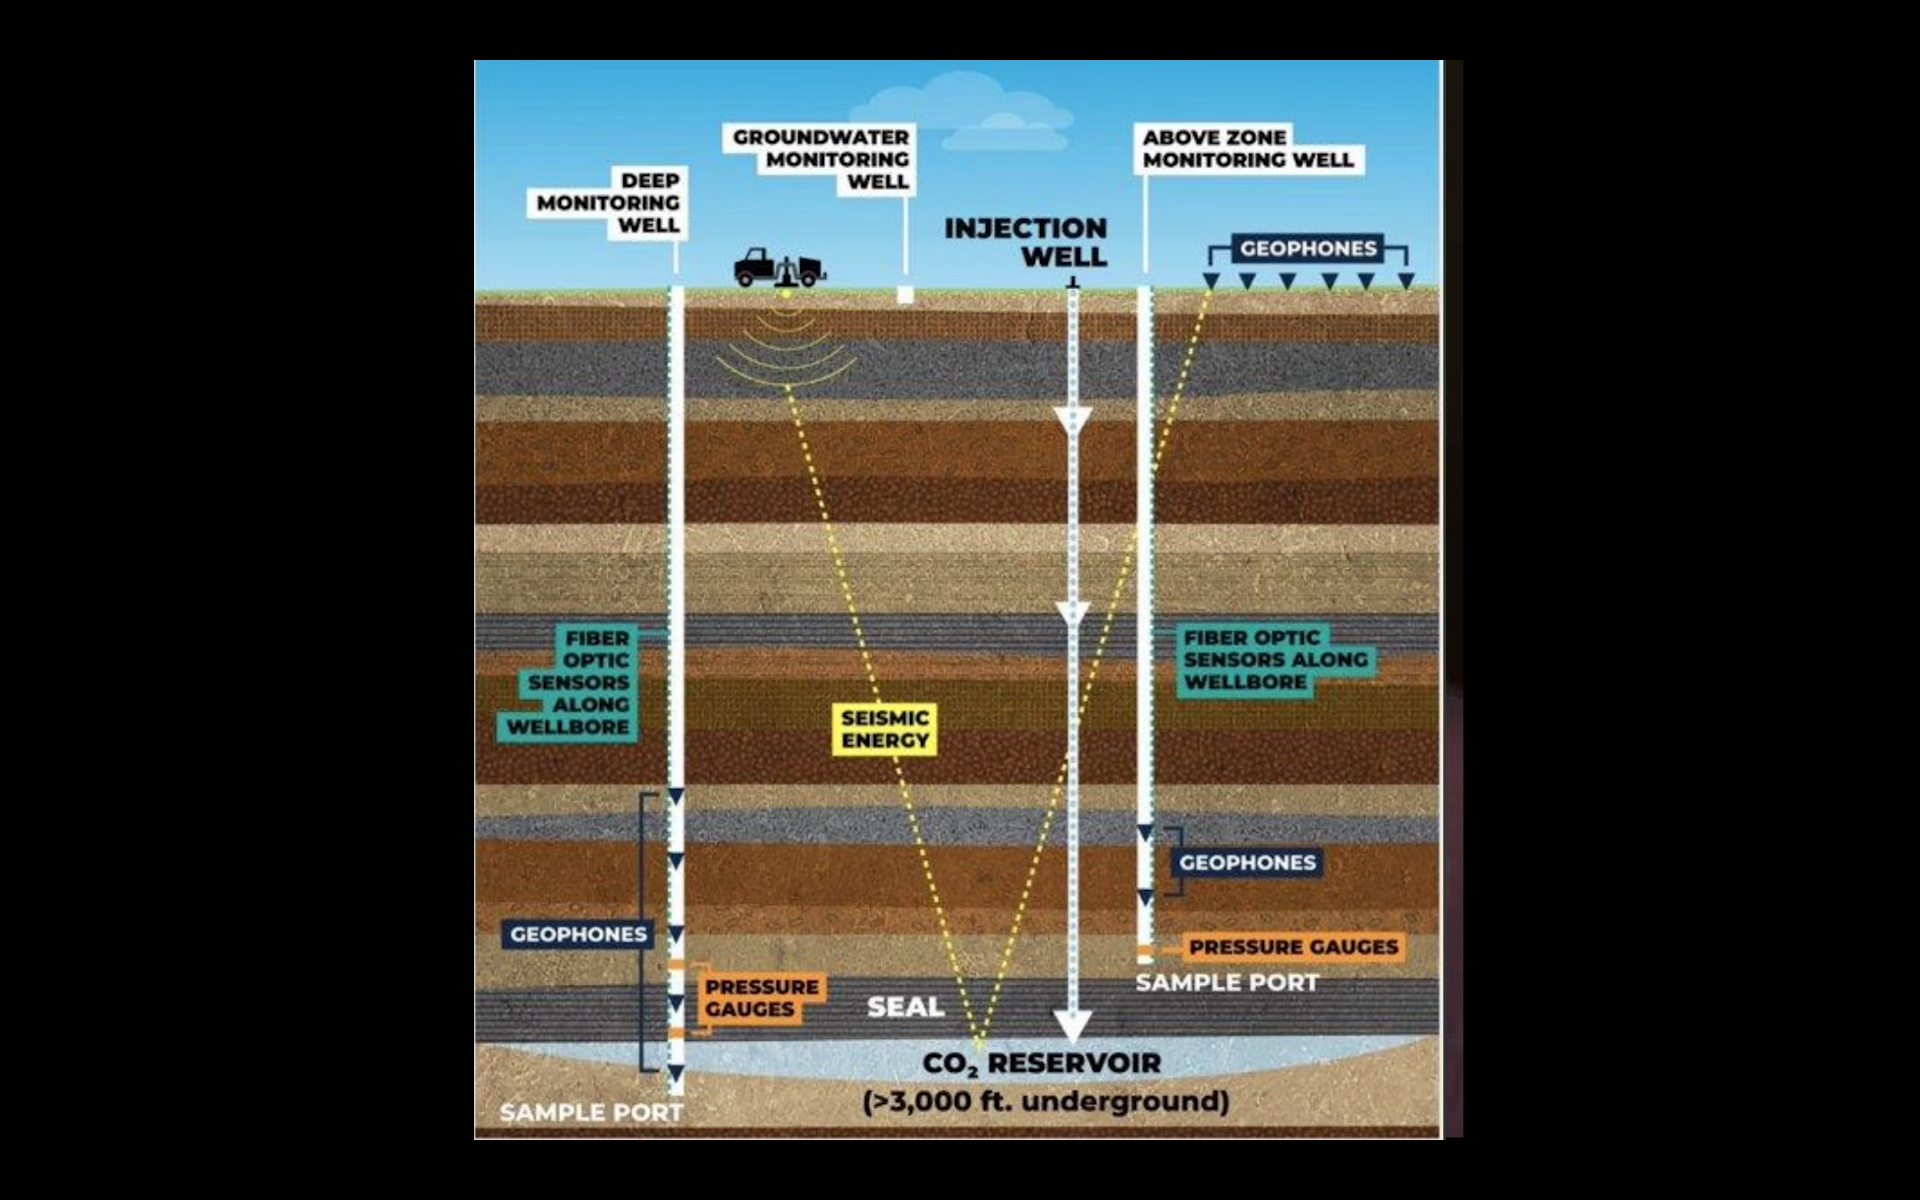 GROUNDWATER
MONITORING
WELL
ABOVE ZONE
MONITORING WELL
DEEP
MONITORING
WELL
INJECTION
WELL
GEOPHONES
FIBER
OPTIC
SENSORS
ALONG
WELLBORE
FIBER OPTIC
SENSORS ALONG
WELLBORE
SEISMIC
ENERGY
GEOPHONES
GEOPHONES
PRESSURE GAUGES
SAMPLE PORT
PRESSURE
GAUGES
SEAL
CO₂ RESERVOIR
(>3,000 ft. underground)
SAMPLE PORT